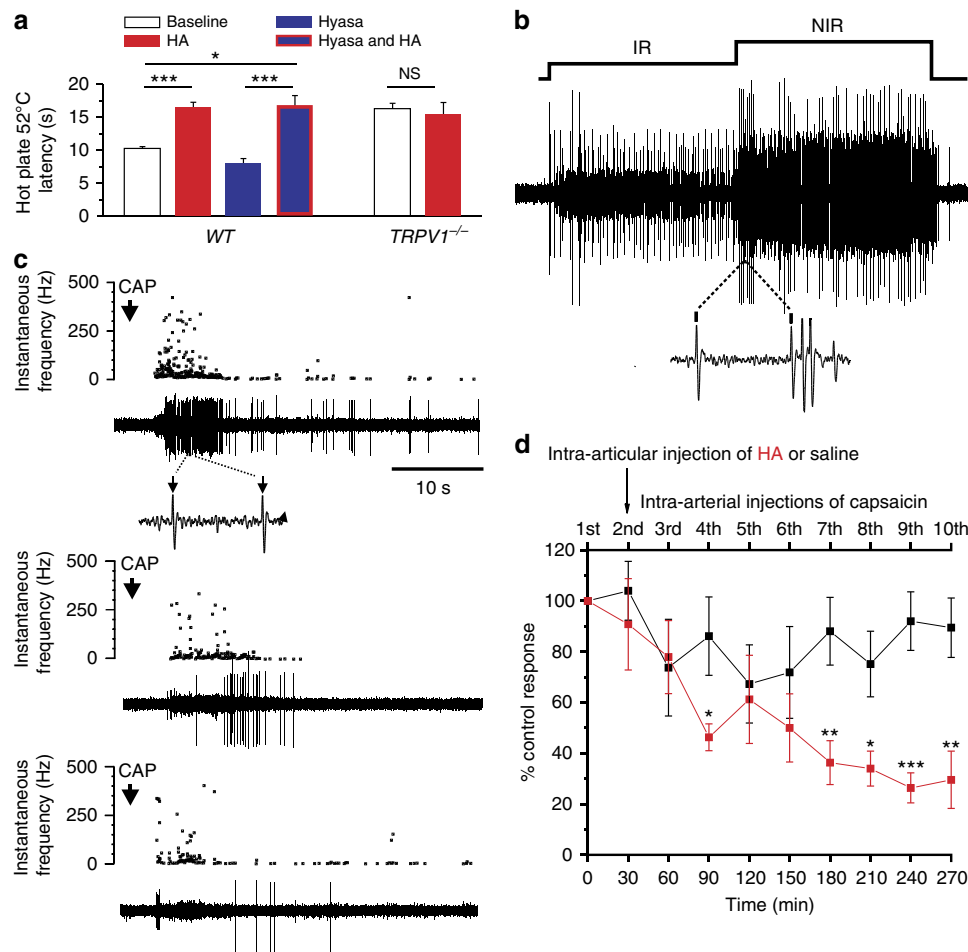 a
Baseline
Hyasa
HA
Hyasa and HA
*
***
***
NS
Hot plate 52°C
latency (s)
20
15
10
5
0
WT
TRPV1–/–
b
IR
NIR
c
CAP
Instantaneous
frequency (Hz)
500
250
0
10 s
CAP
Instantaneous
frequency (Hz)
500
250
0
CAP
Instantaneous
frequency (Hz)
500
250
0
d
Intra-articular injection of HA or saline
Intra-arterial injections of capsaicin
1st 2nd 3rd 4th 5th 6th 7th 8th 9th 10th
% control response
120
100
80
60
40
20
0
*
**
*
***
**
0 30 60 90 120 150 180 210 240 270
Time (min)